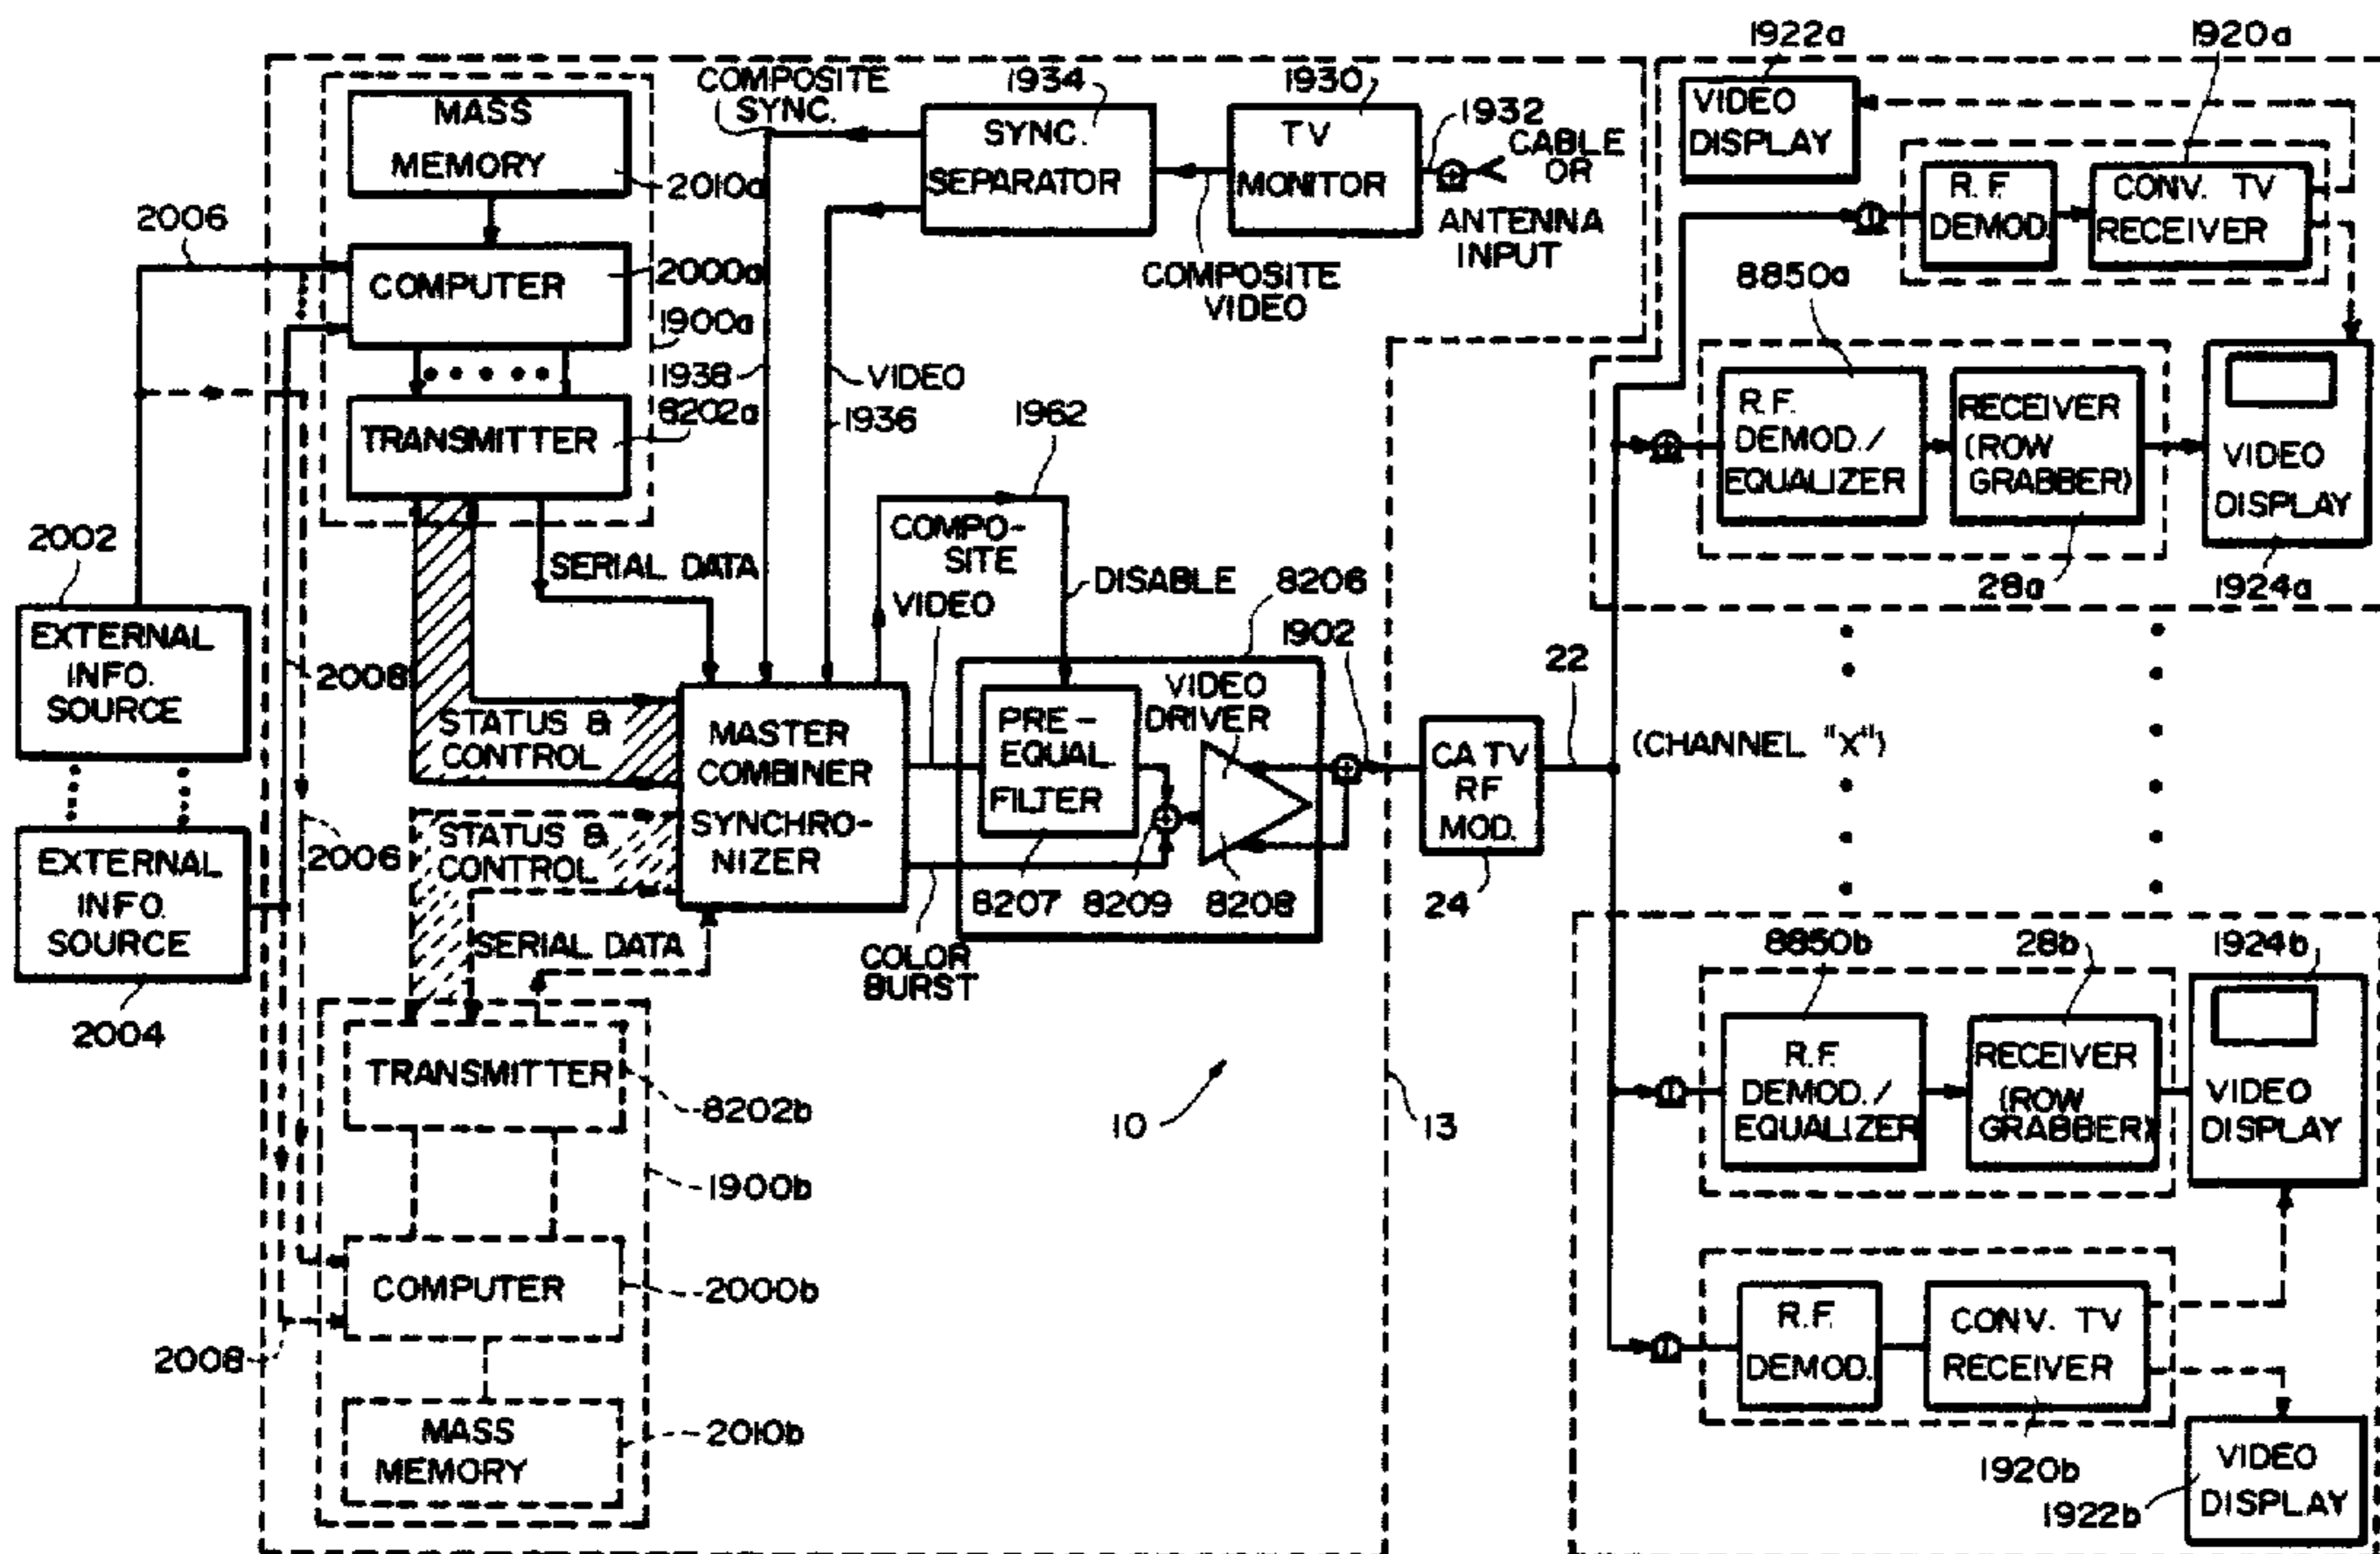 1922a
1920a
COMPOSITE
SYNC.
1934
1930
1932
CABLE
OR
ANTENNA
INPUT
MASS
MEMORY
2010a
SYNC.
SEPARATOR
TV
MONITOR
VIDEO
DISPLAY
R.F.
DEMOD.
CONV. TV
RECEIVER
2006
COMPUTER
2000a
1900a
COMPOSITE
VIDEO
8850a
1938
VIDEO
1936
8202a
TRANSMITTER
1962
R.F.
DEMOD./
EQUALIZER
RECEIVER
(ROW
GRABBER)
VIDEO
DISPLAY
28a
1924a
2002
EXTERNAL
INFO.
SOURCE
2008
SERIAL DATA
COMPO-
SITE
VIDEO
DISABLE
8206
1902
22
STATUS &
CONTROL
MASTER
COMBINER
SYNCHRO-
NIZER
PRE-
EQUAL
FILTER
VIDEO
DRIVER
CA TV
RF
MOD.
(CHANNEL "X")
STATUS &
CONTROL
2006
EXTERNAL
INFO.
SOURCE
2004
8207
8209
8208
24
SERIAL DATA
COLOR
BURST
8850b
28b
1924b
TRANSMITTER
8202b
10
13
R.F.
DEMOD./
EQUALIZER
RECEIVER
(ROW
GRABBER)
VIDEO
DISPLAY
1900b
COMPUTER
2000b
2008
R.F.
DEMOD.
CONV. TV
RECEIVER
MASS
MEMORY
2010b
1920b
1922b
VIDEO
DISPLAY